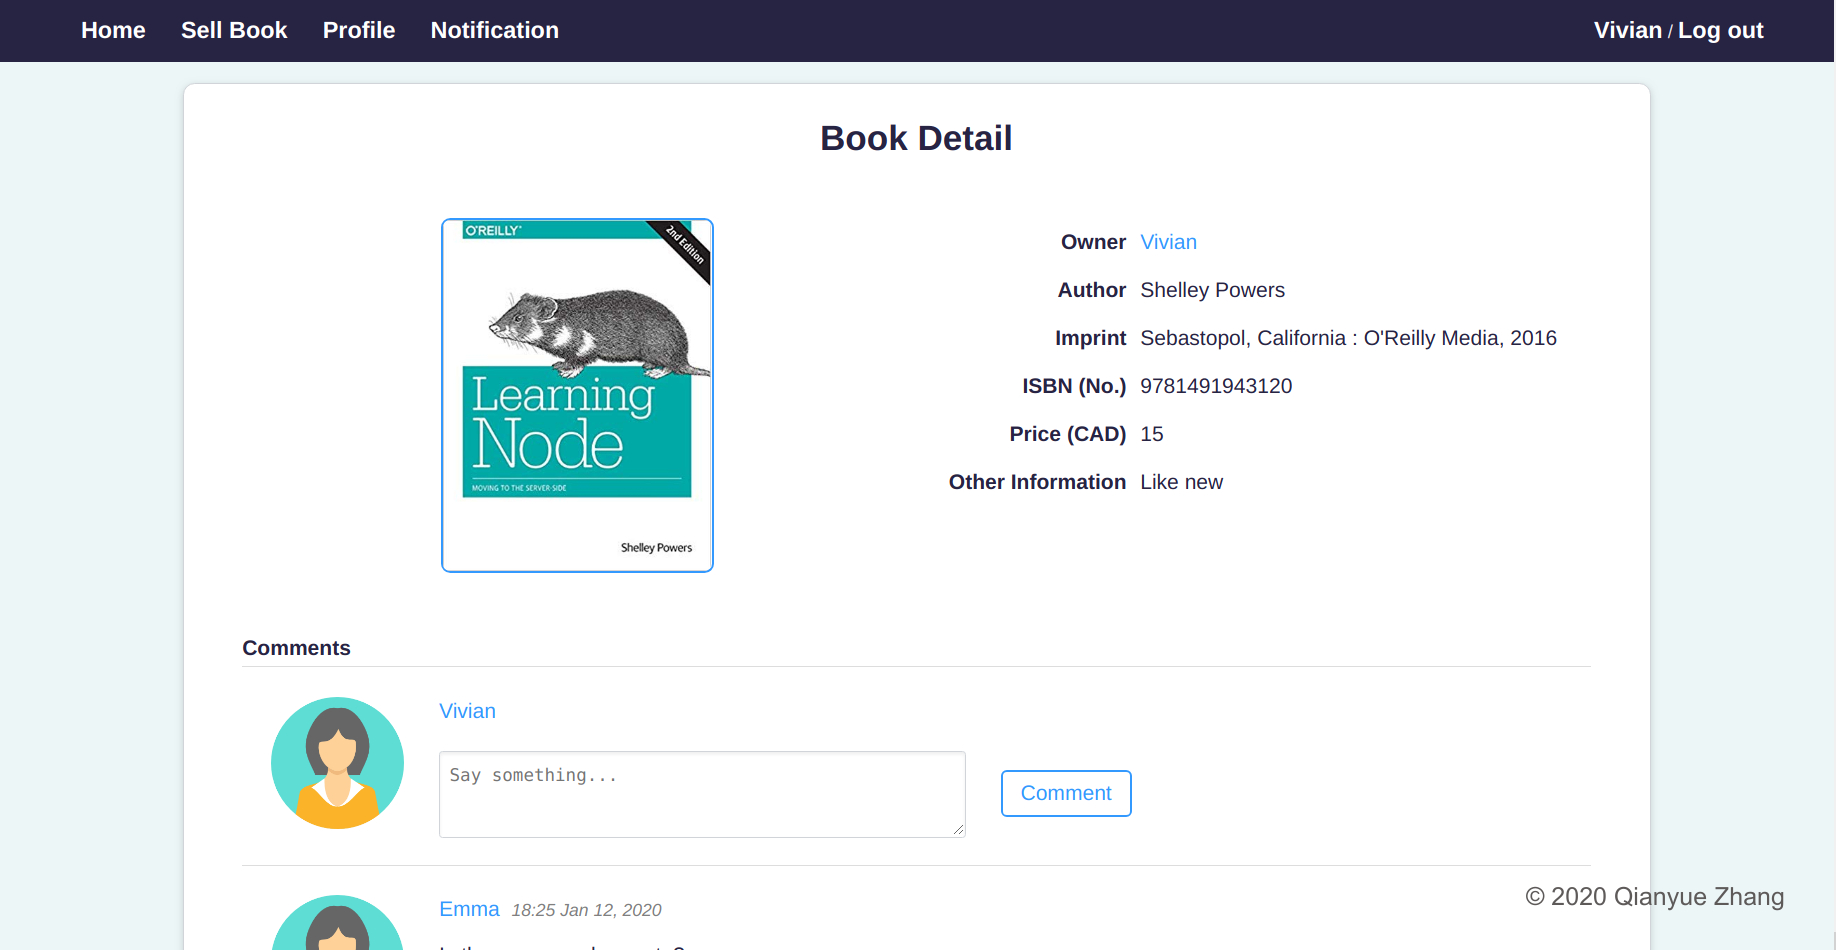 Home Sell Book Profile Notification Vivian / Log out
Book Detail
O'REILLY®
2nd Edition
Learning
Node
MOVING TO THE SERVER-SIDE
Shelley Powers
Owner Vivian
Author Shelley Powers
Imprint Sebastopol, California : O'Reilly Media, 2016
ISBN (No.) 9781491943120
Price (CAD) 15
Other Information Like new
Comments
Vivian
Say something...
Comment
Emma 18:25 Jan 12, 2020
© 2020 Qianyue Zhang